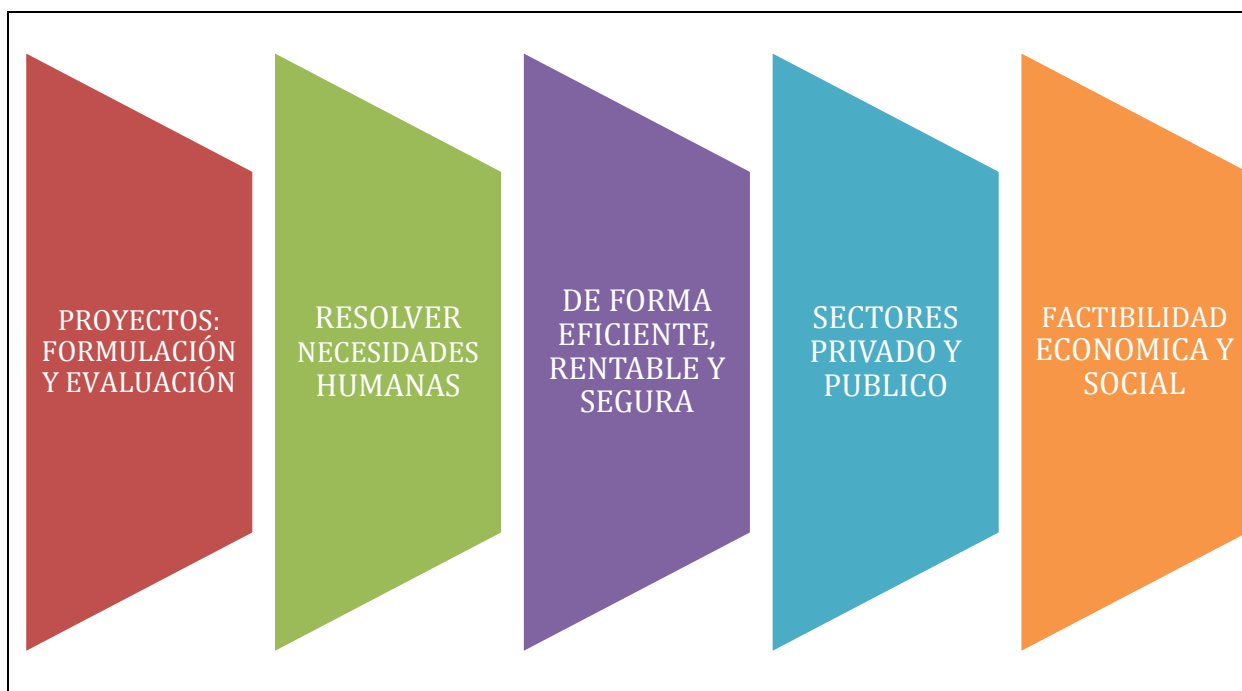 PROYECTOS:
FORMULACIÓN
Y EVALUACIÓN
RESOLVER
NECESIDADES
HUMANAS
DE FORMA
EFICIENTE,
RENTABLE Y
SEGURA
SECTORES
PRIVADO Y
PUBLICO
FACTIBILIDAD
ECONOMICA Y
SOCIAL